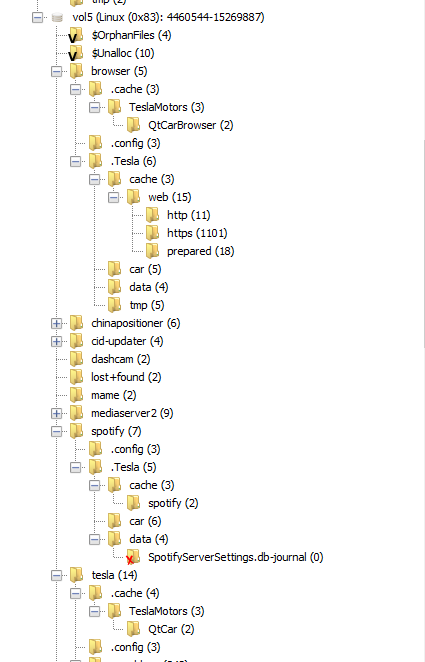 tmp (2)
vol5 (Linux (0x83): 4460544-15269887)
$OrphanFiles (4)
$Unalloc (10)
browser (5)
.cache (3)
TeslaMotors (3)
QtCarBrowser (2)
.config (3)
.Tesla (6)
cache (3)
web (15)
http (11)
https (1101)
prepared (18)
car (5)
data (4)
tmp (5)
chinapositioner (6)
cid-updater (4)
dashcam (2)
lost+found (2)
mame (2)
mediaserver2 (9)
spotify (7)
.config (3)
.Tesla (5)
cache (3)
spotify (2)
car (6)
data (4)
SpotifyServerSettings.db-journal (0)
tesla (14)
.cache (4)
TeslaMotors (3)
QtCar (2)
.config (3)